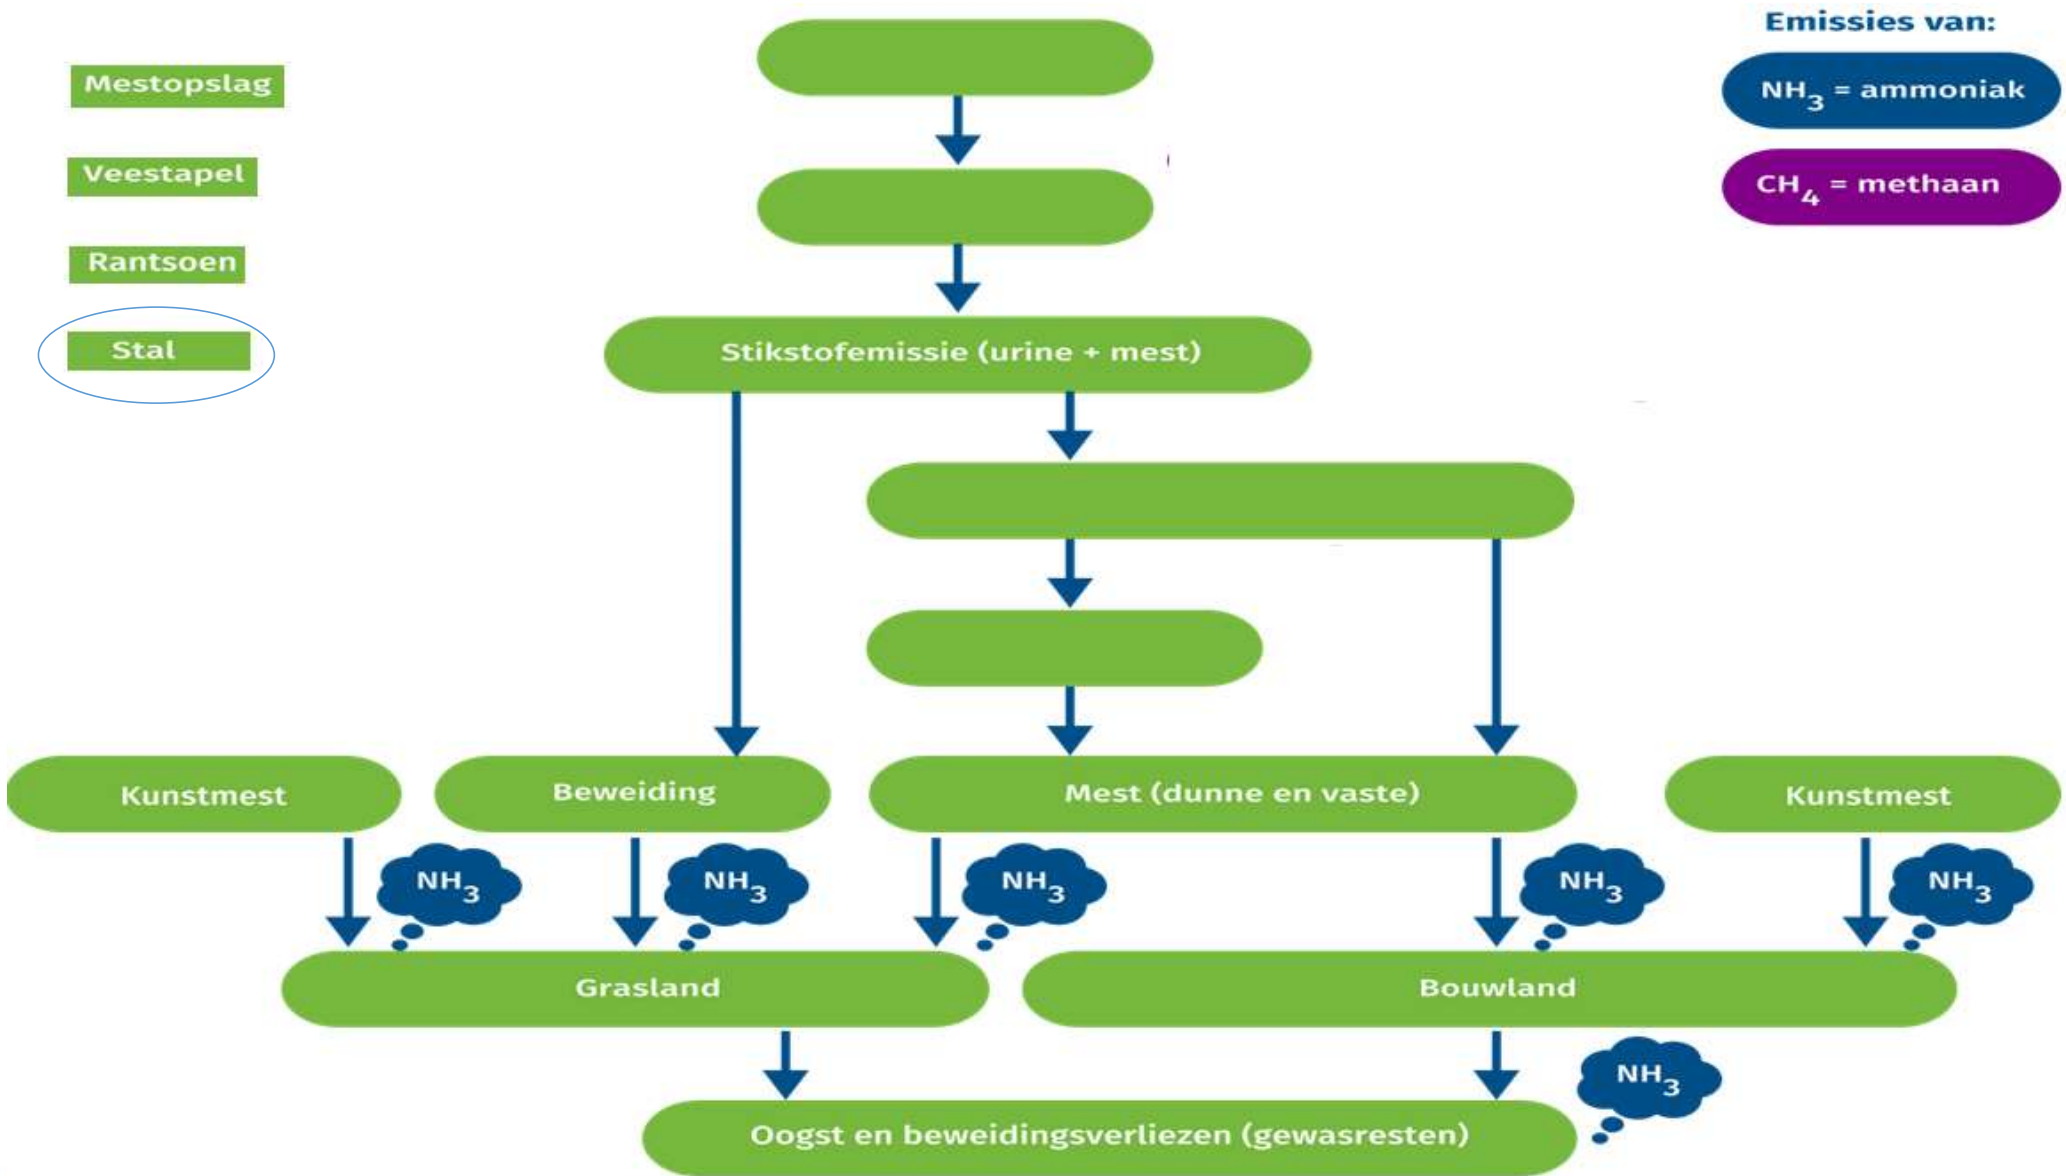 Emissies van:
NH3 = ammoniak
CH4 = methaan
Mestopslag
Veestapel
Rantsoen
Stal
Stikstofemissie (urine + mest)
Kunstmest
Beweiding
Mest (dunne en vaste)
Kunstmest
NH3
NH3
NH3
NH3
NH3
Grasland
Bouwland
NH3
Oogst en beweidingsverliezen (gewasresten)